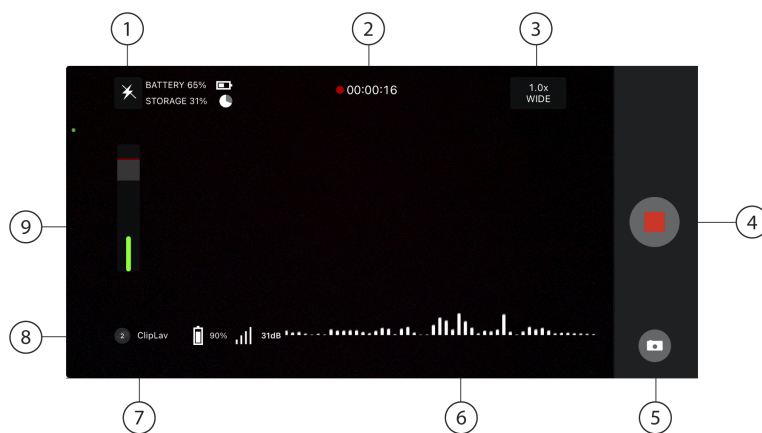 1
2
3
BATTERY 65%
STORAGE 31%
00:00:16
1.0x
WIDE
4
9
8
2 ClipLav 90% 31dB
7
6
5